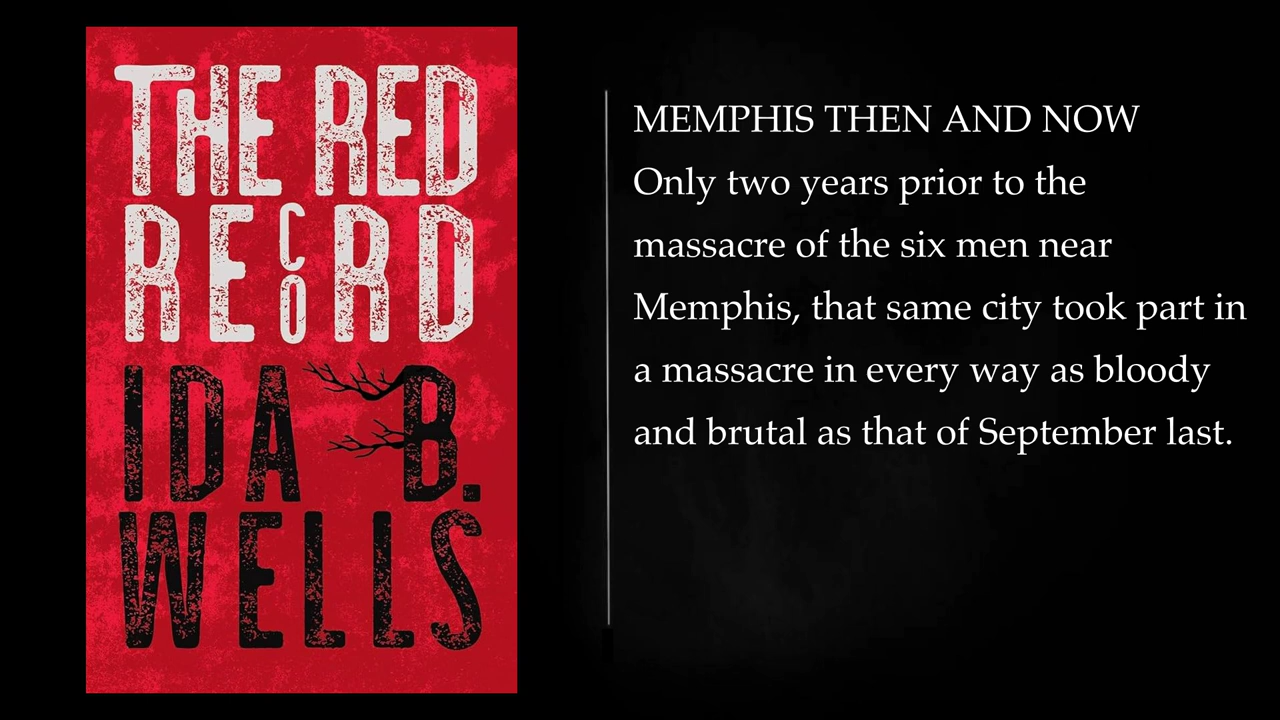 THE RED
RECORD
IDA B.
WELLS
MEMPHIS THEN AND NOW
Only two years prior to the
massacre of the six men near
Memphis, that same city took part in
a massacre in every way as bloody
and brutal as that of September last.